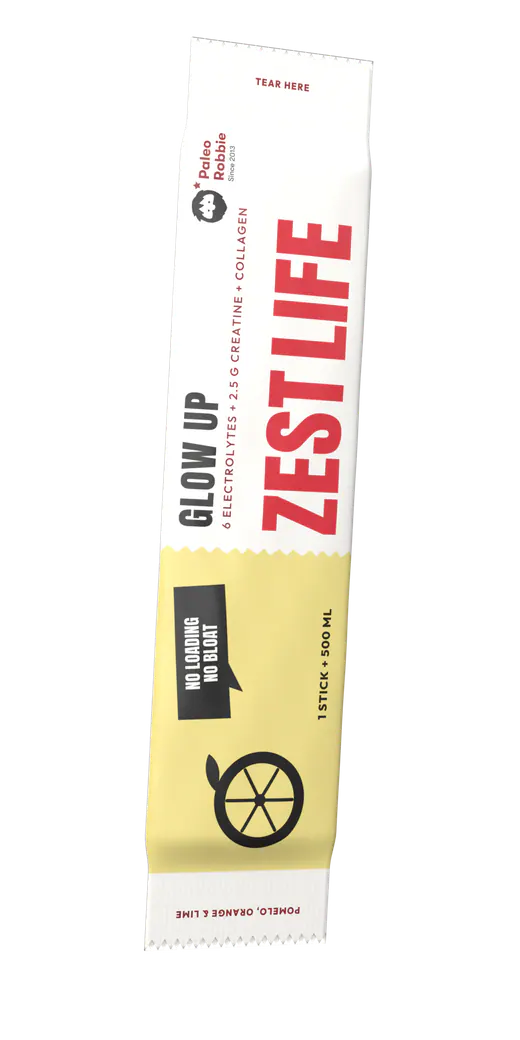 TEAR HERE
Paleo
Robbie
Since 2013
GLOW UP
6 ELECTROLYTES + 2.5 G CREATINE + COLLAGEN
ZEST LIFE
NO LOADING
NO BLOAT
1 STICK + 500 ML
POMELO, ORANGE & LIME